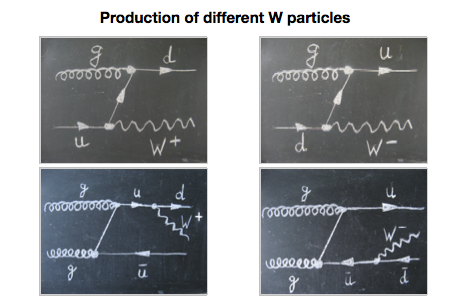 Production of different W particles
g d
u W+
g u
d W-
g u d
W+
g ū
g u
W-
g ū d̄